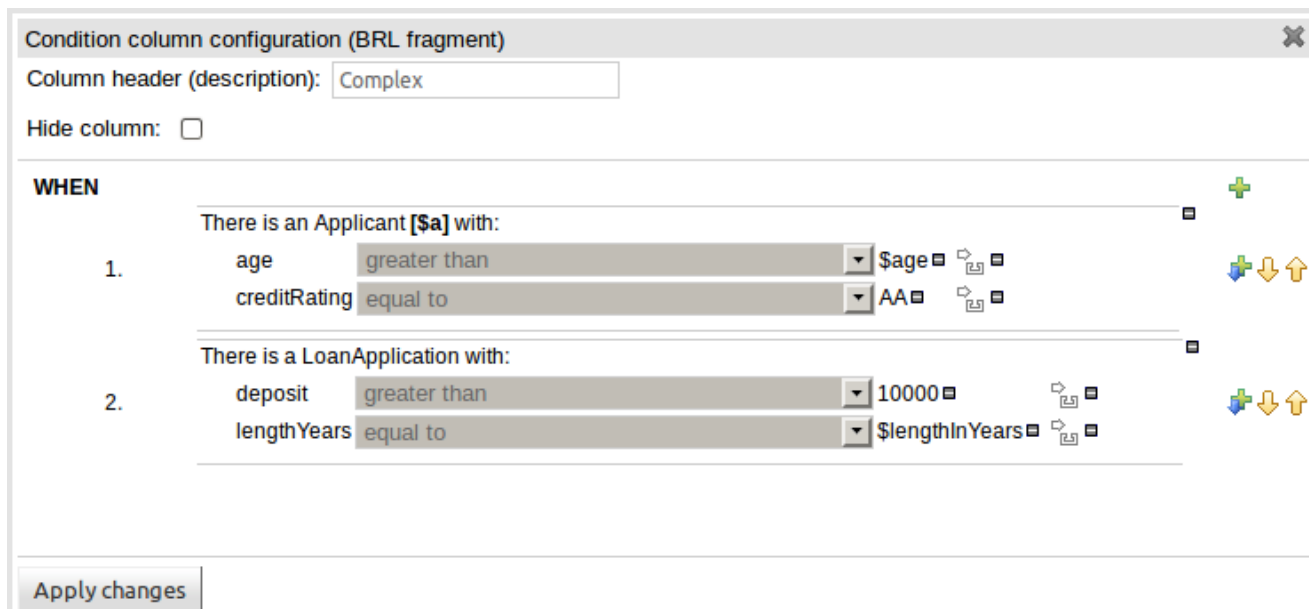 Condition column configuration (BRL fragment)
Column header (description): Complex
Hide column:
WHEN
There is an Applicant [$a] with:
1.
age greater than $age
creditRating equal to AA
There is a LoanApplication with:
2.
deposit greater than 10000
lengthYears equal to $lengthInYears
Apply changes